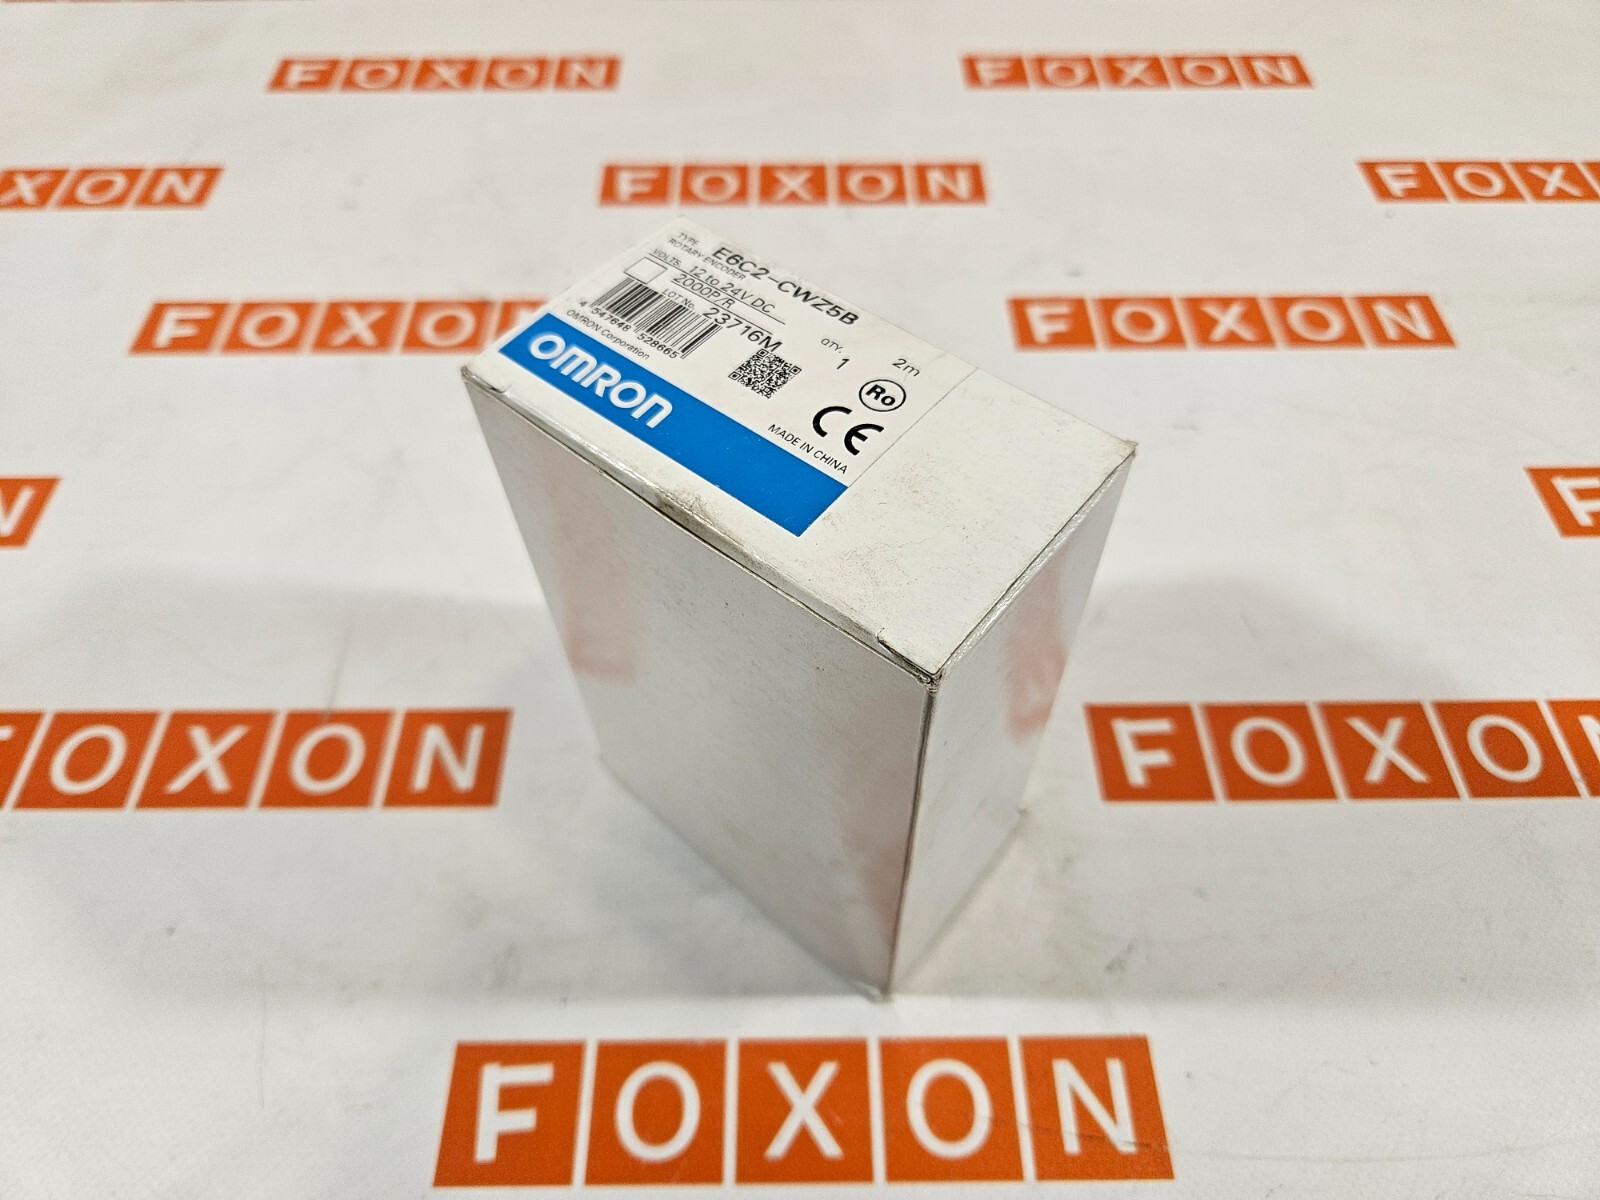 FOXON
FOXON
XON
FOXON
FOX
TYPE E6C2-CWZ5B
ROTARY ENCODER
VOLTS. 12 to 24V DC
2000P/R
LOT No. 23716M
QTY. 1
2m
4 547648 528665
OMRON Corporation
Ro
CE
OMRON
MADE IN CHINA
FOXO
FOXON
N
F
FOXON
FOXON
FOXON